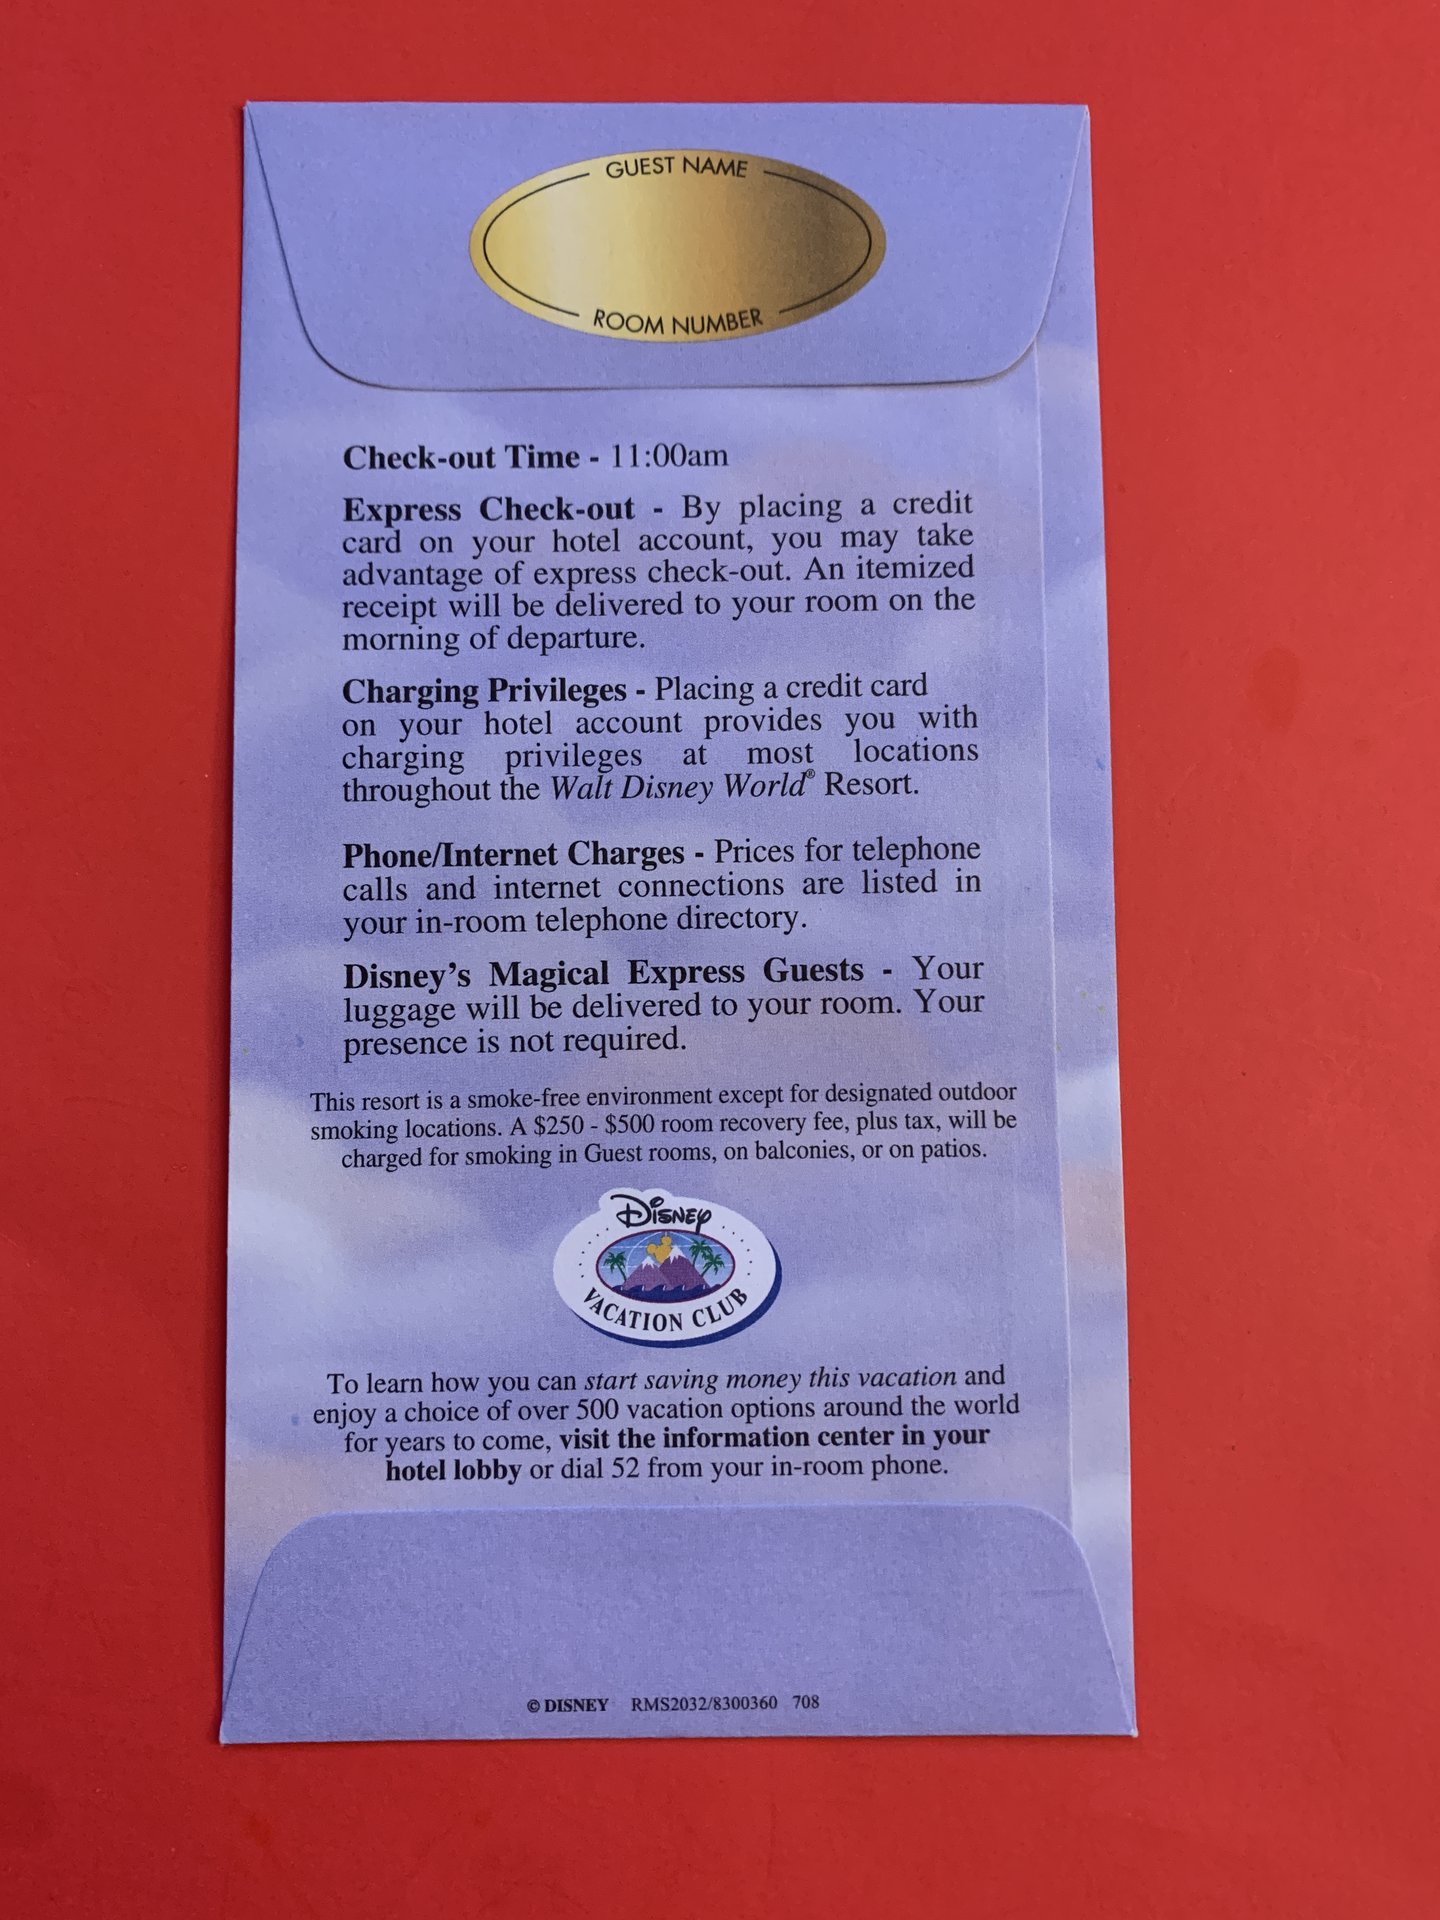 GUEST NAME
ROOM NUMBER
Check-out Time - 11:00am
Express Check-out - By placing a credit
card on your hotel account, you may take
advantage of express check-out. An itemized
receipt will be delivered to your room on the
morning of departure.
Charging Privileges - Placing a credit card
on your hotel account provides you with
charging privileges at most locations
throughout the Walt Disney World® Resort.
Phone/Internet Charges - Prices for telephone
calls and internet connections are listed in
your in-room telephone directory.
Disney's Magical Express Guests - Your
luggage will be delivered to your room. Your
presence is not required.
This resort is a smoke-free environment except for designated outdoor
smoking locations. A $250 - $500 room recovery fee, plus tax, will be
charged for smoking in Guest rooms, on balconies, or on patios.
Disney
VACATION CLUB
To learn how you can start saving money this vacation and
enjoy a choice of over 500 vacation options around the world
for years to come, visit the information center in your
hotel lobby or dial 52 from your in-room phone.
© DISNEY RMS2032/8300360 708